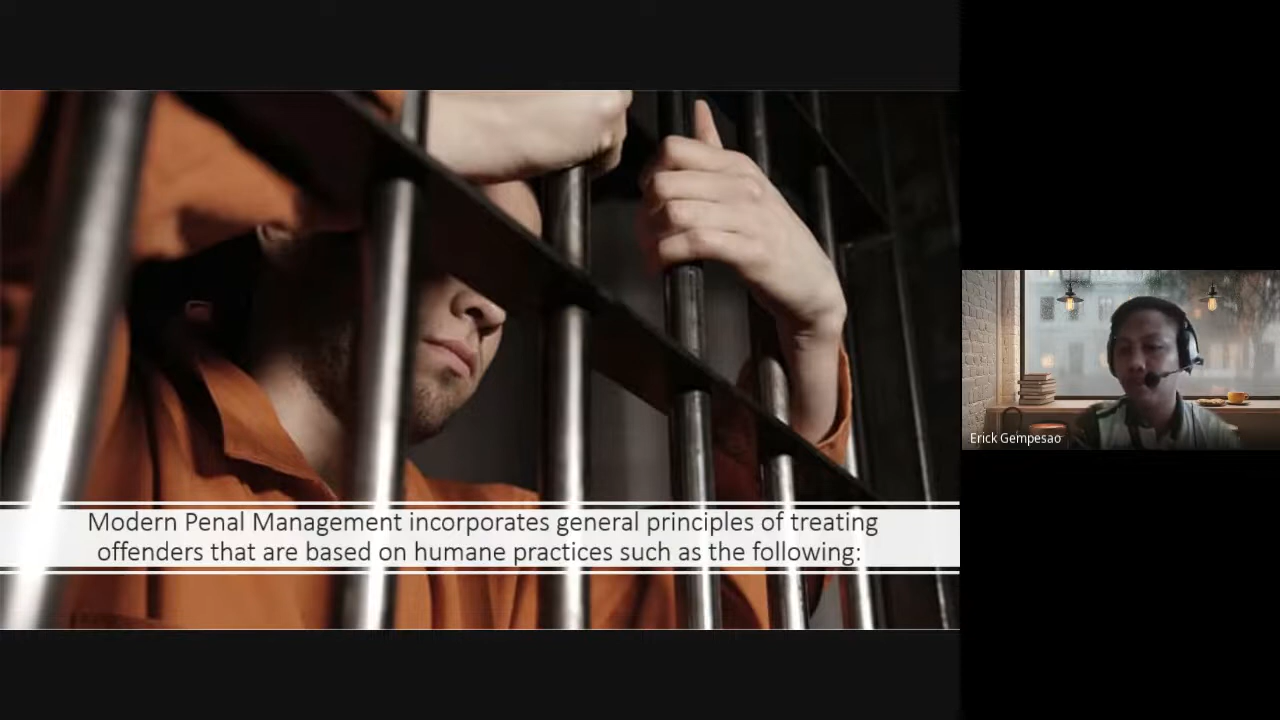 Modern Penal Management incorporates general principles of treating
offenders that are based on humane practices such as the following:
Erick Gempesao